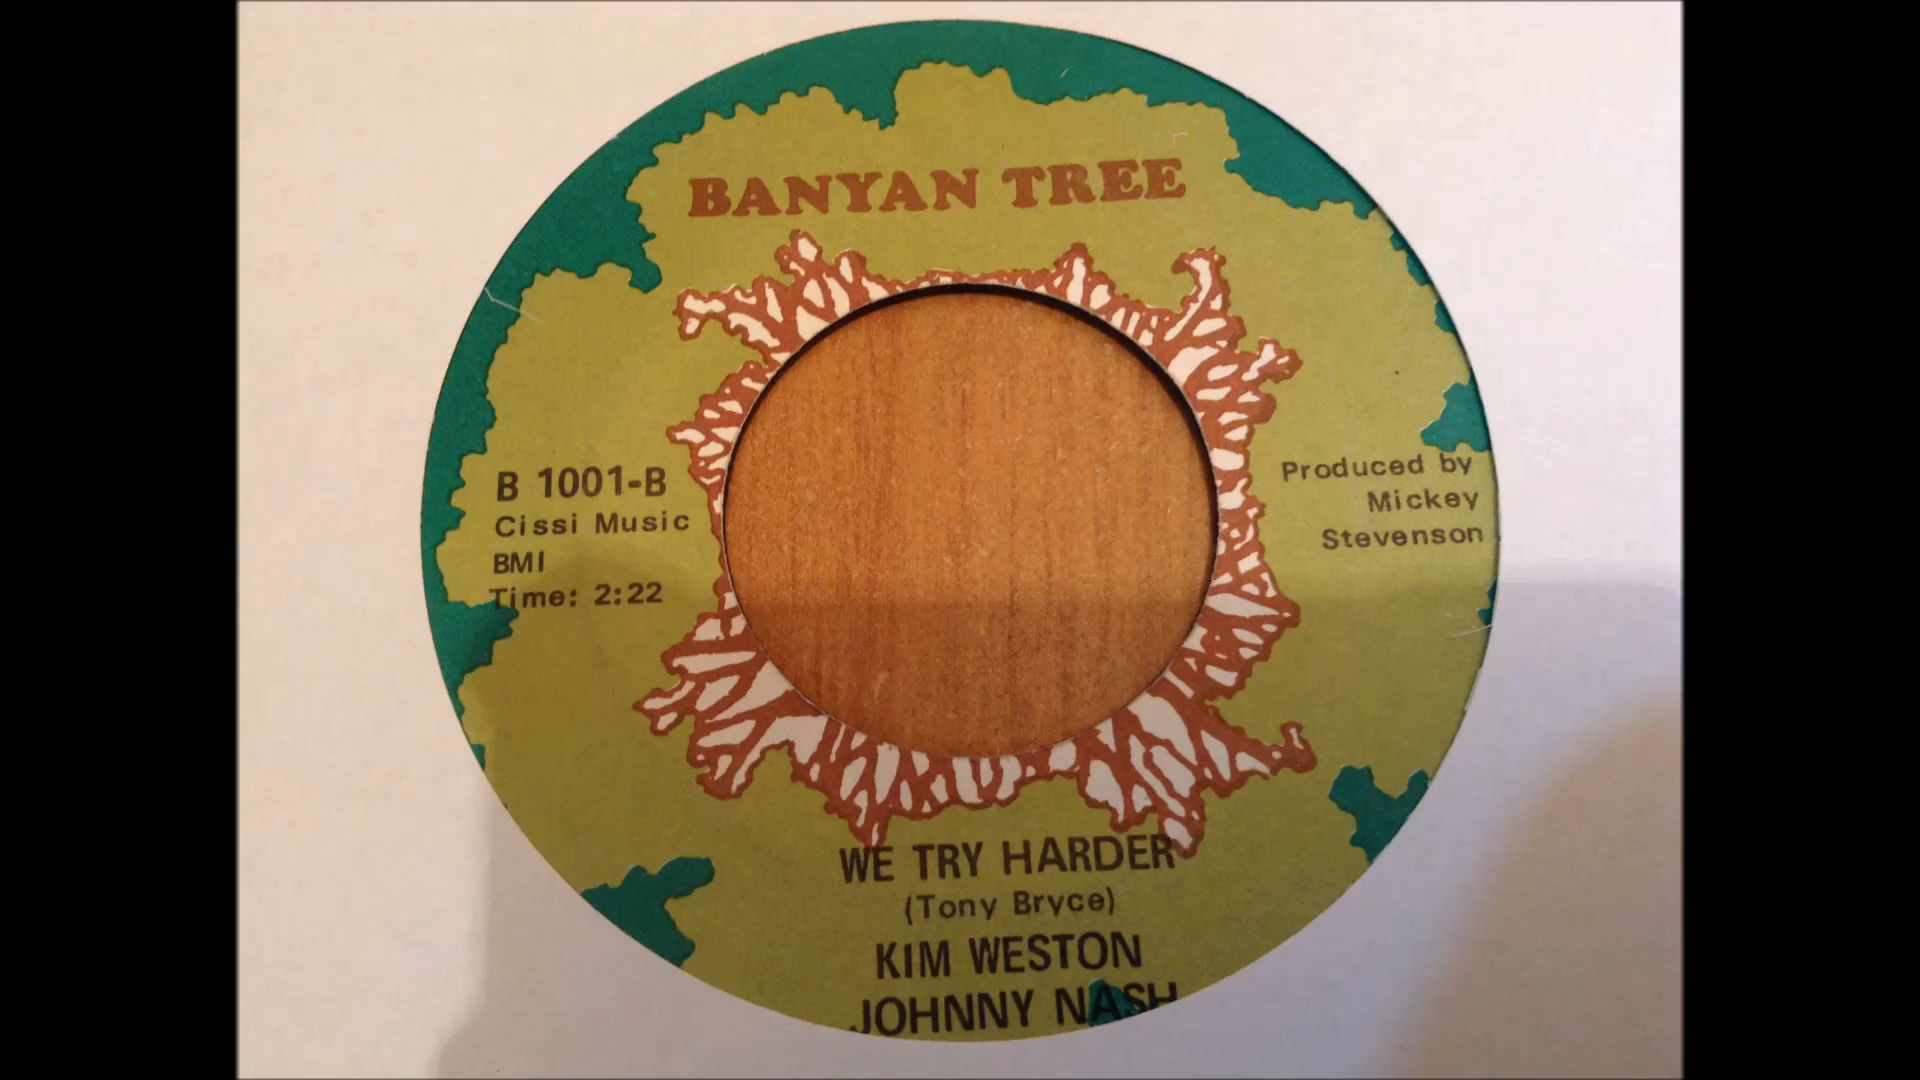 BANYAN TREE
B 1001-B
Cissi Music
BMI
Time: 2:22
Produced by
Mickey
Stevenson
WE TRY HARDER
(Tony Bryce)
KIM WESTON
JOHNNY NASH